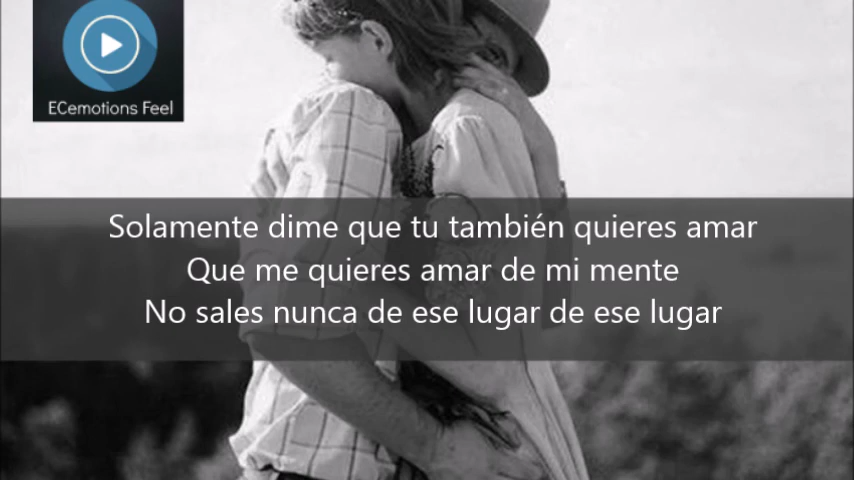 ECemotions Feel
Solamente dime que tu también quieres amar
Que me quieres amar de mi mente
No sales nunca de ese lugar de ese lugar